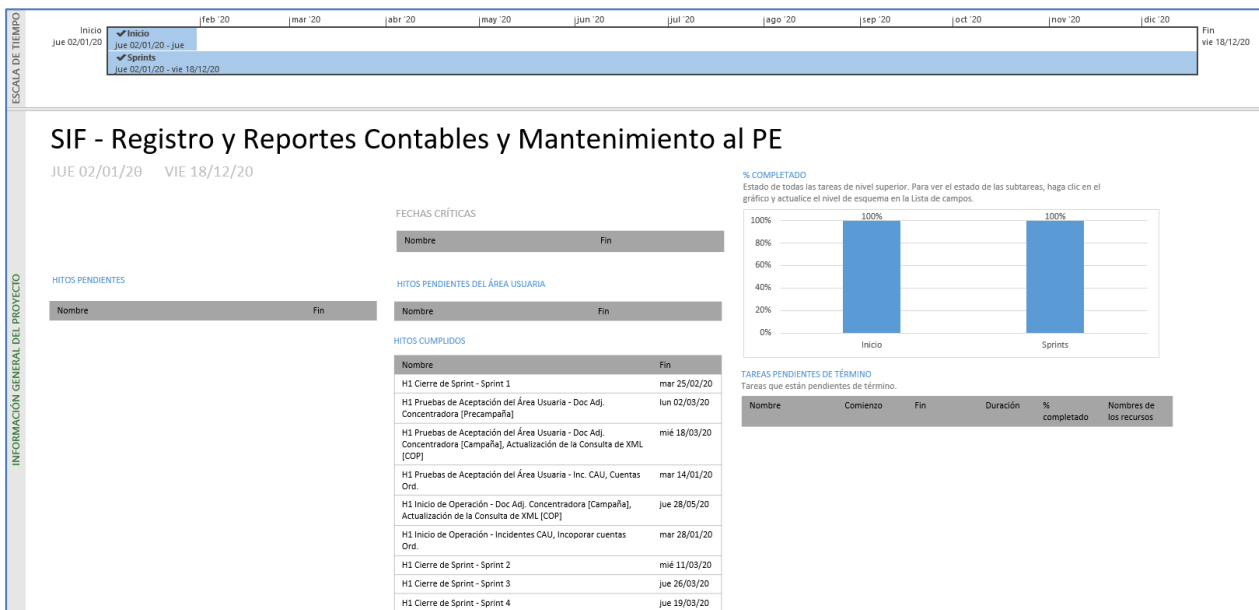 ESCALA DE TIEMPO
feb '20
mar '20
abr '20
may '20
jun '20
jul '20
ago '20
sep '20
oct '20
nov '20
dic '20
Inicio
jue 02/01/20
✔Inicio
jue 02/01/20 - jue
✔Sprints
jue 02/01/20 - vie 18/12/20
Fin
vie 18/12/20
INFORMACIÓN GENERAL DEL PROYECTO
SIF - Registro y Reportes Contables y Mantenimiento al PE
JUE 02/01/20 VIE 18/12/20
HITOS PENDIENTES
Nombre Fin
FECHAS CRÍTICAS
Nombre Fin
HITOS PENDIENTES DEL ÁREA USUARIA
Nombre Fin
HITOS CUMPLIDOS
Nombre Fin
H1 Cierre de Sprint - Sprint 1 mar 25/02/20
H1 Pruebas de Aceptación del Área Usuaria - Doc Adj. lun 02/03/20
Concentradora [Precampaña]
H1 Pruebas de Aceptación del Área Usuaria - Doc Adj. mié 18/03/20
Concentradora [Campaña], Actualización de la Consulta de XML
[COP]
H1 Pruebas de Aceptación del Área Usuaria - Inc. CAU, Cuentas mar 14/01/20
Ord.
H1 Inicio de Operación - Doc Adj. Concentradora [Campaña], jue 28/05/20
Actualización de la Consulta de XML [COP]
H1 Inicio de Operación - Incidentes CAU, Incoporar cuentas mar 28/01/20
Ord.
H1 Cierre de Sprint - Sprint 2 mié 11/03/20
H1 Cierre de Sprint - Sprint 3 jue 26/03/20
H1 Cierre de Sprint - Sprint 4 jue 19/03/20
% COMPLETADO
Estado de todas las tareas de nivel superior. Para ver el estado de las subtareas, haga clic en el
gráfico y actualice el nivel de esquema en la Lista de campos.
100%
80%
60%
40%
20%
0%
100%
100%
Inicio
Sprints
TAREAS PENDIENTES DE TÉRMINO
Tareas que están pendientes de término.
Nombre Comienzo Fin Duración % Nombres de
completado los recursos